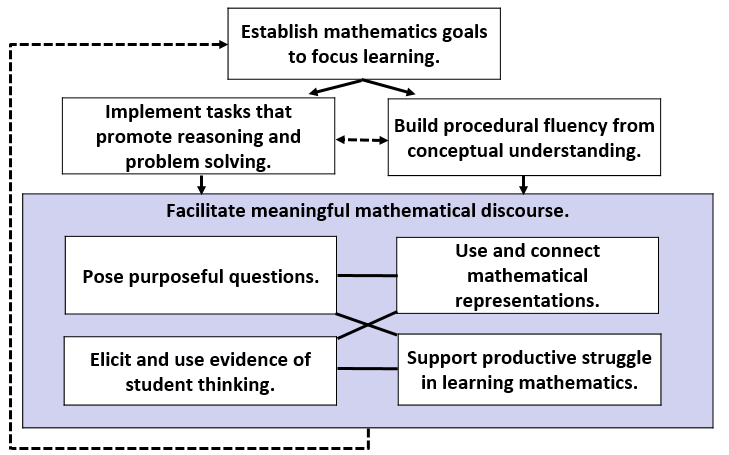 Establish mathematics goals
to focus learning.
Implement tasks that
promote reasoning and
problem solving.
Build procedural fluency from
conceptual understanding.
Facilitate meaningful mathematical discourse.
Pose purposeful questions.
Use and connect
mathematical
representations.
Elicit and use evidence of
student thinking.
Support productive struggle
in learning mathematics.